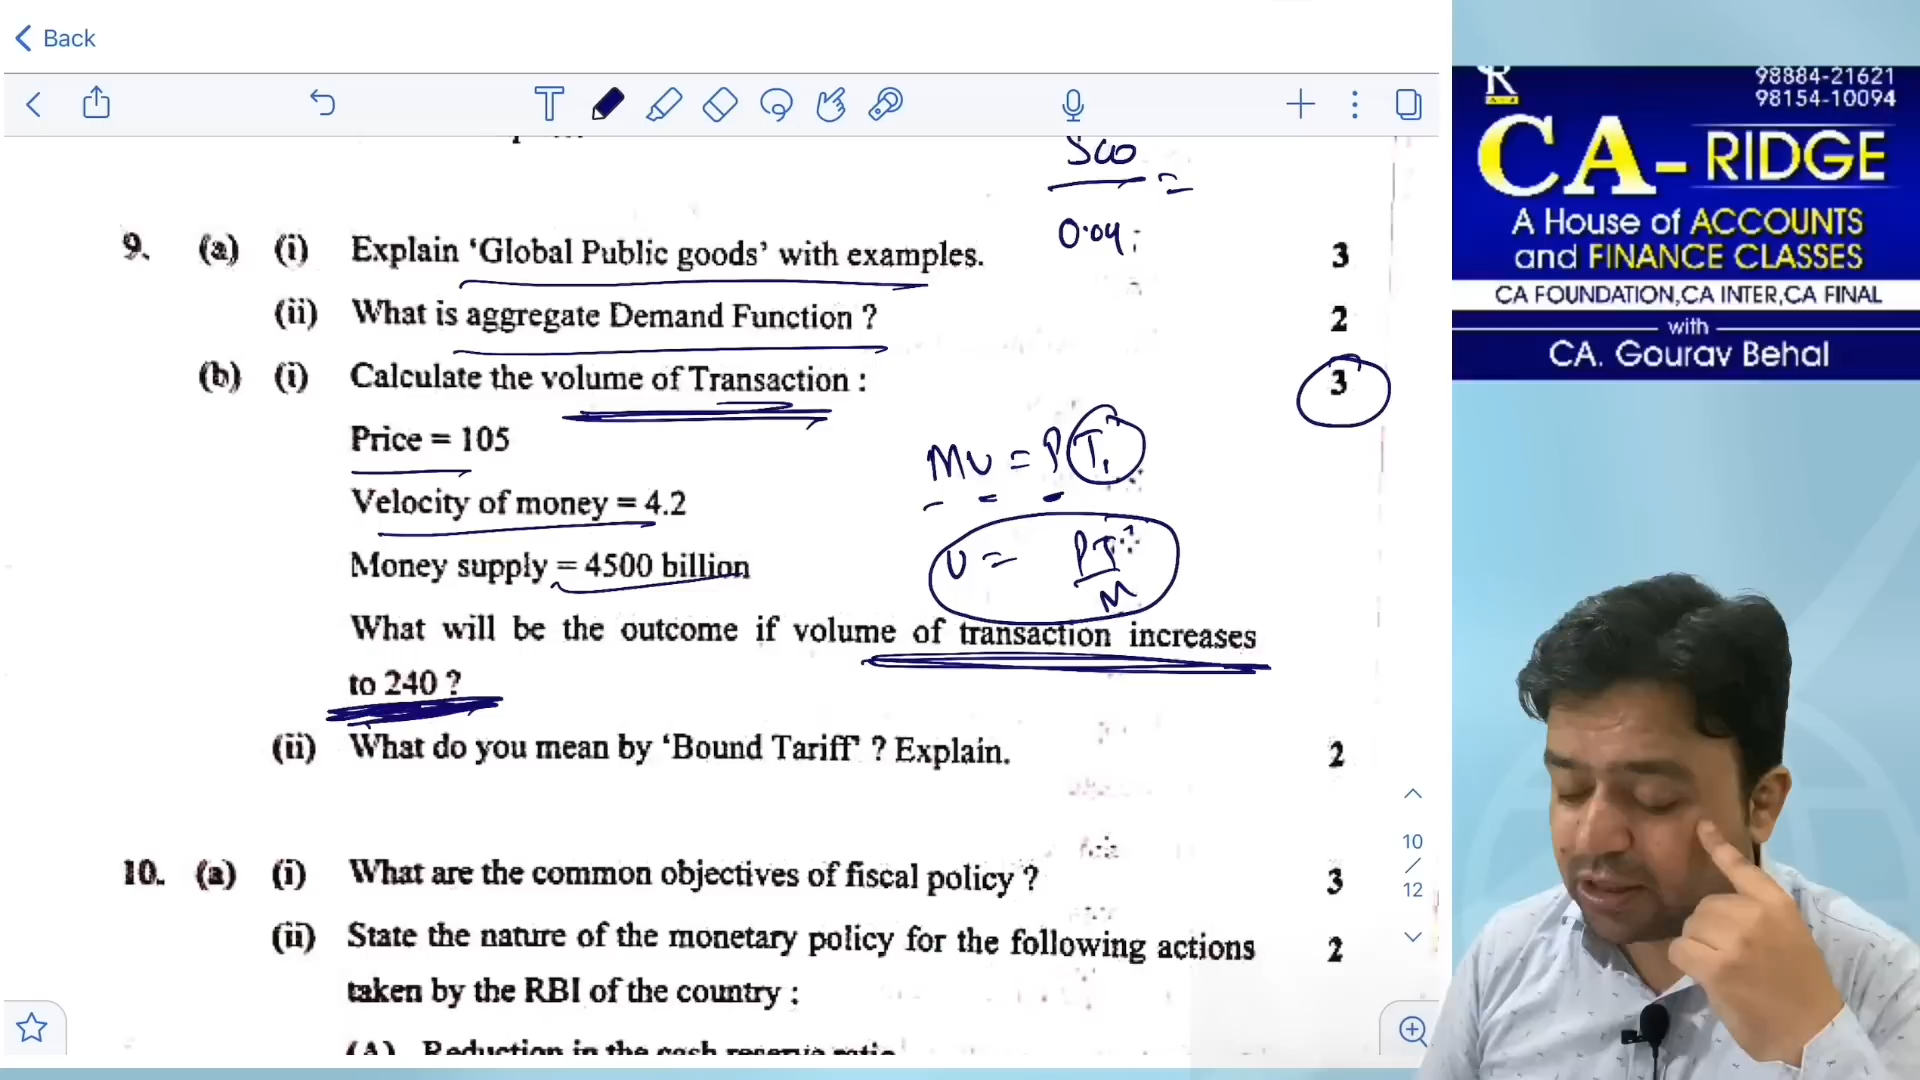 Back
98884-21621
98154-10094
R
CA-RIDGE
A House of ACCOUNTS
and FINANCE CLASSES
CA FOUNDATION,CA INTER,CA FINAL
with
CA. Gourav Behal
500
=
0.04
9. (a) (i) Explain ‘Global Public goods’ with examples. 3
(ii) What is aggregate Demand Function ? 2
(b) (i) Calculate the volume of Transaction : 3
Price = 105
MV = PT
Velocity of money = 4.2
Money supply = 4500 billion
V = PT
M
What will be the outcome if volume of transaction increases
to 240 ?
(ii) What do you mean by ‘Bound Tariff’ ? Explain. 2
10. (a) (i) What are the common objectives of fiscal policy ? 3
(ii) State the nature of the monetary policy for the following actions 2
taken by the RBI of the country :
(A) Reduction in the cash reserve ratio
10
/
12